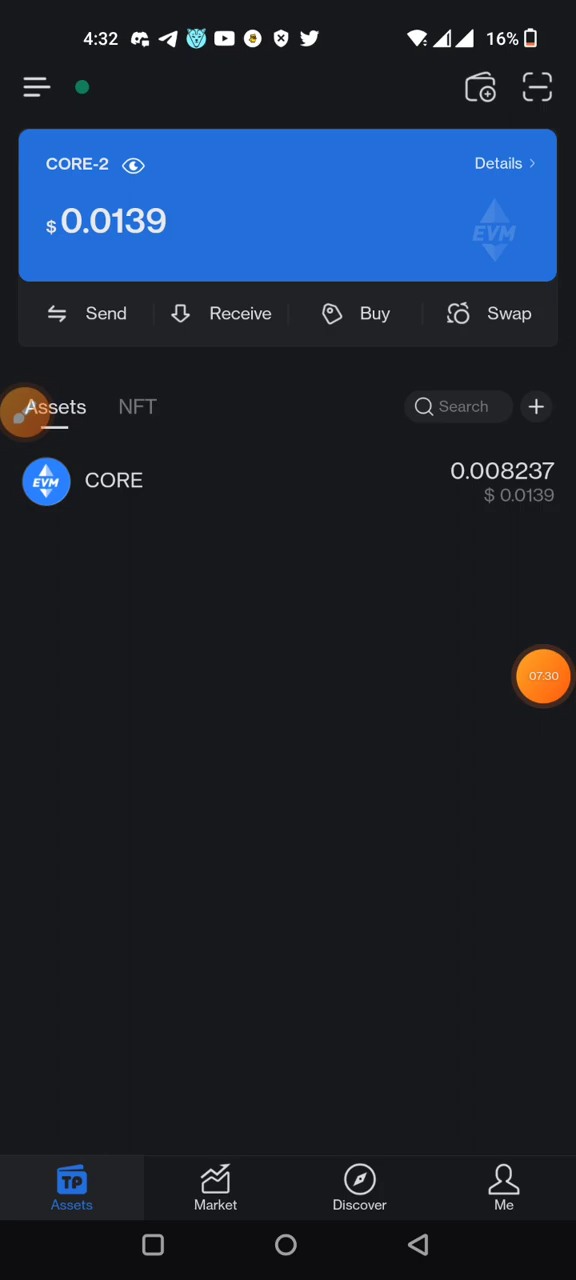 4:32 16%
CORE-2 Details >
$ 0.0139
EVM
Send Receive Buy Swap
Assets NFT Search +
EVM CORE 0.008237
$ 0.0139
07:30
TP
Assets Market Discover Me